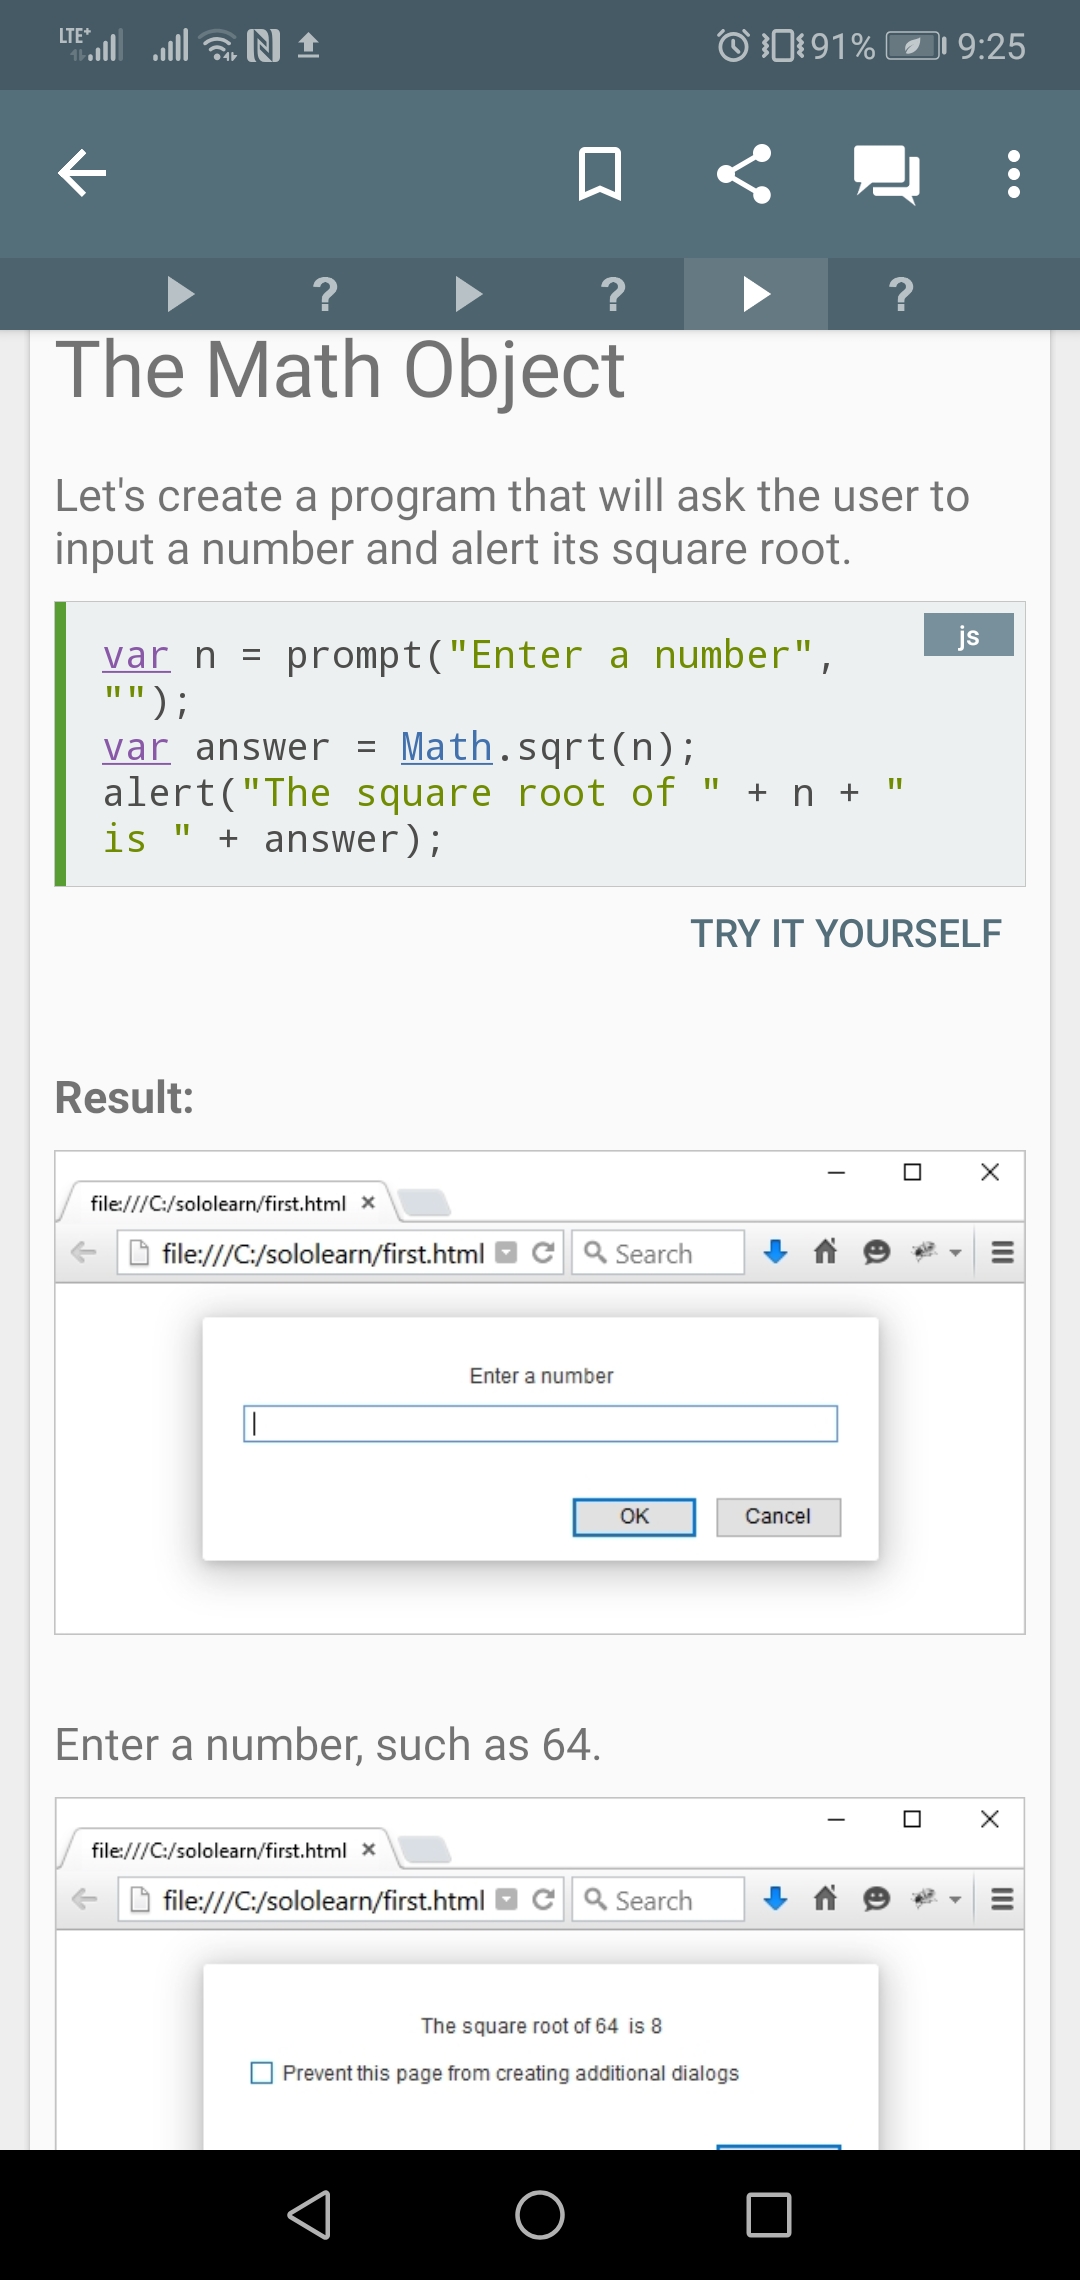 LTE+ 91% 9:25
? ? ?
The Math Object
Let's create a program that will ask the user to
input a number and alert its square root.
js
var n = prompt("Enter a number",
"");
var answer = Math.sqrt(n);
alert("The square root of " + n + "
is " + answer);
TRY IT YOURSELF
Result:
file:///C:/sololearn/first.html
file:///C:/sololearn/first.html Search
Enter a number
OK Cancel
Enter a number, such as 64.
file:///C:/sololearn/first.html
file:///C:/sololearn/first.html Search
The square root of 64 is 8
Prevent this page from creating additional dialogs